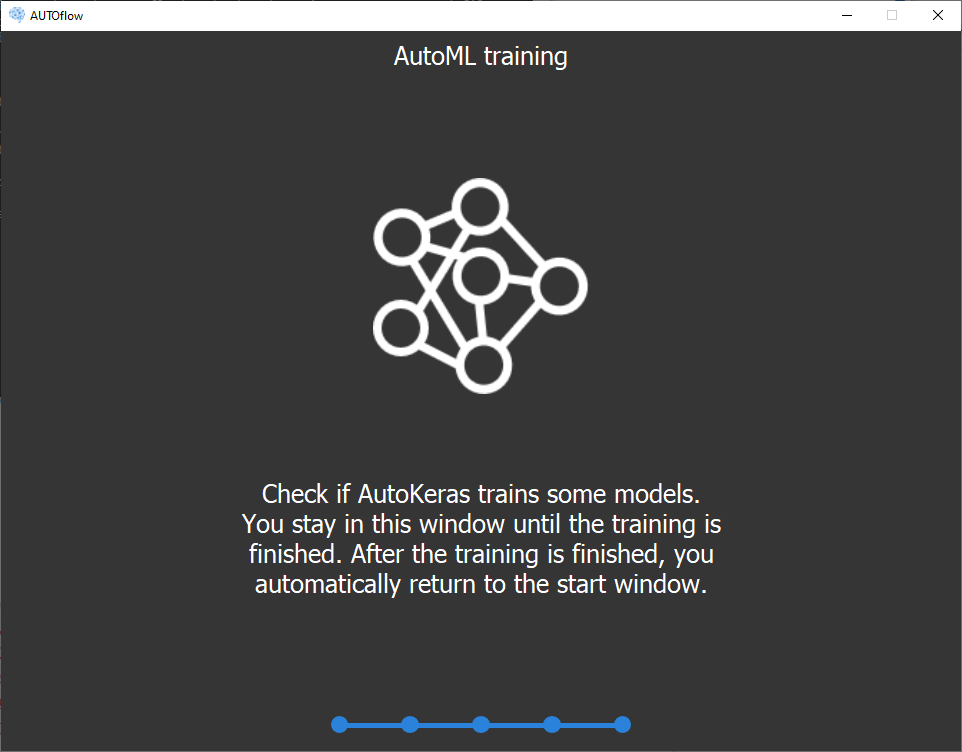 AUTOflow
AutoML training
Check if AutoKeras trains some models.
You stay in this window until the training is
finished. After the training is finished, you
automatically return to the start window.